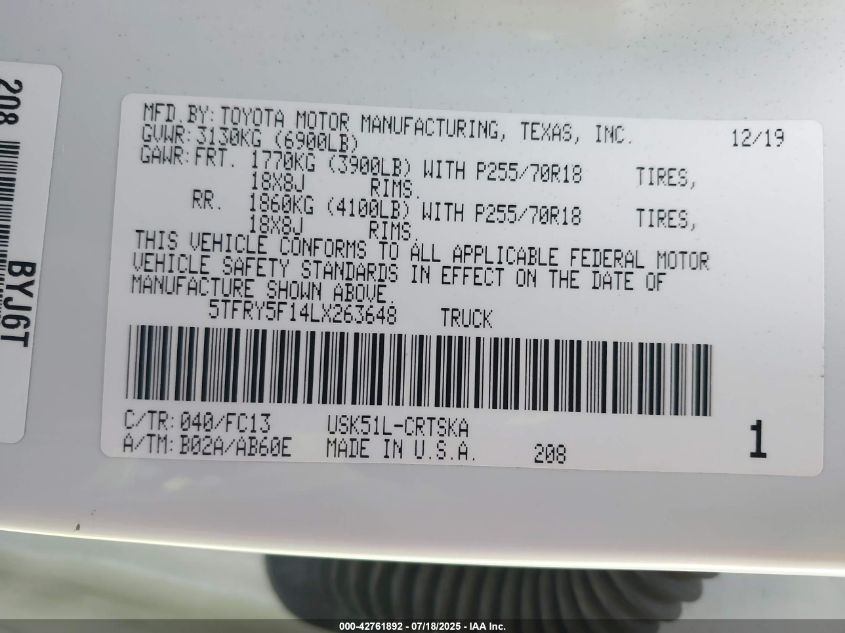 MFD.BY: TOYOTA MOTOR MANUFACTURING, TEXAS, INC. 12/19
GVWR: 3130KG (6900LB)
GAWR: FRT. 1770KG (3900LB) WITH P255/70R18 TIRES,
18X8J RIMS.
RR. 1860KG (4100LB) WITH P255/70R18 TIRES,
18X8J RIMS.
THIS VEHICLE CONFORMS TO ALL APPLICABLE FEDERAL MOTOR
VEHICLE SAFETY STANDARDS IN EFFECT ON THE DATE OF
MANUFACTURE SHOWN ABOVE.
5TFRY5F14LX263648 TRUCK
C/TR: 040/FC13 USK51L-CRTSKA
A/TM: B02A/AB60E MADE IN U.S.A. 208
1
208
BYJ6T
000-42761892 - 07/18/2025 - IAA Inc.